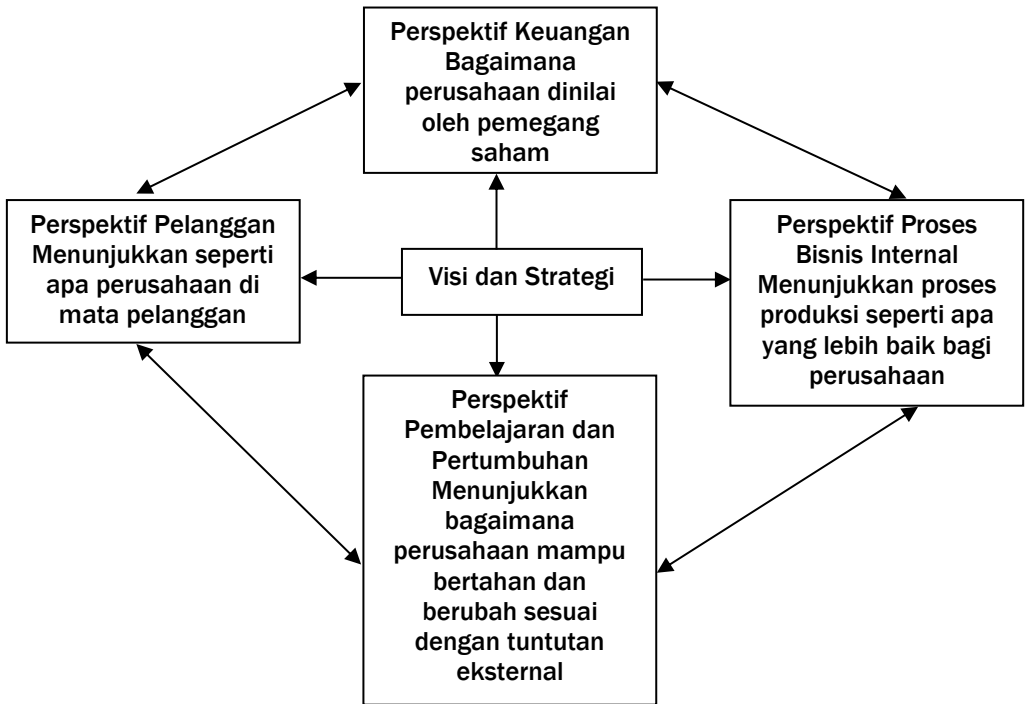 Perspektif Keuangan
Bagaimana
perusahaan dinilai
oleh pemegang
saham
Perspektif Pelanggan
Menunjukkan seperti
apa perusahaan di
mata pelanggan
Visi dan Strategi
Perspektif Proses
Bisnis Internal
Menunjukkan proses
produksi seperti apa
yang lebih baik bagi
perusahaan
Perspektif
Pembelajaran dan
Pertumbuhan
Menunjukkan
bagaimana
perusahaan mampu
bertahan dan
berubah sesuai
dengan tuntutan
eksternal